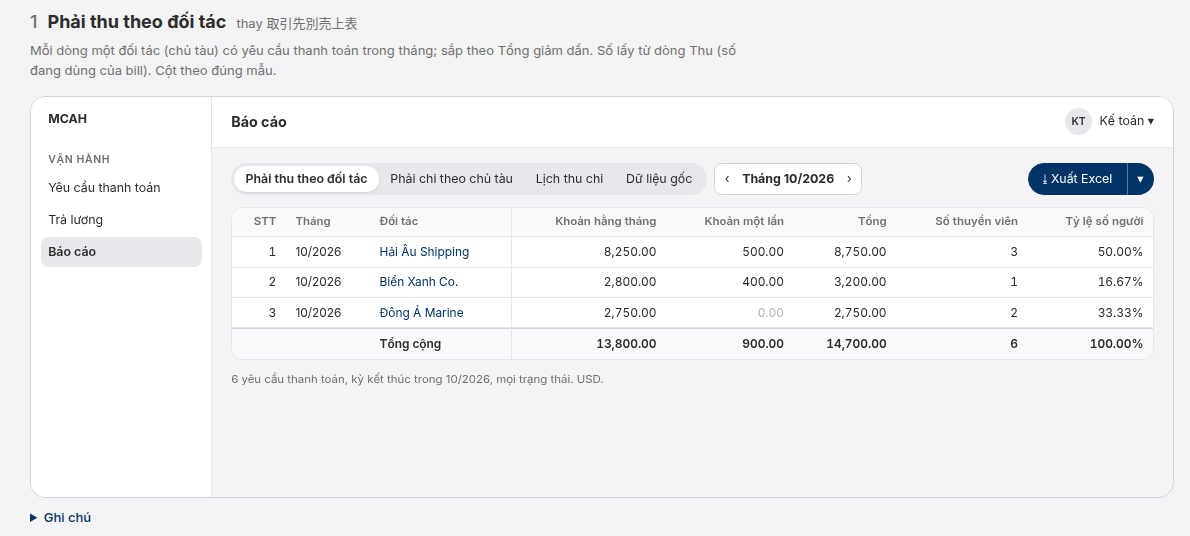 1 Phải thu theo đối tác thay 取引先別売上表
Mỗi dòng một đối tác (chủ tàu) có yêu cầu thanh toán trong tháng; sắp theo Tổng giảm dần. Số lấy từ dòng Thu (số
đang dùng của bill). Cột theo đúng mẫu.
MCAH
VẬN HÀNH
Yêu cầu thanh toán
Trả lương
Báo cáo
Báo cáo
KT Kế toán ▾
Phải thu theo đối tác Phải chi theo chủ tàu Lịch thu chi Dữ liệu gốc ‹ Tháng 10/2026 › ⤓ Xuất Excel ▾
STT Tháng Đối tác Khoản hằng tháng Khoản một lần Tổng Số thuyền viên Tỷ lệ số người
1 10/2026 Hải Âu Shipping 8,250.00 500.00 8,750.00 3 50.00%
2 10/2026 Biển Xanh Co. 2,800.00 400.00 3,200.00 1 16.67%
3 10/2026 Đông Á Marine 2,750.00 0.00 2,750.00 2 33.33%
Tổng cộng 13,800.00 900.00 14,700.00 6 100.00%
6 yêu cầu thanh toán, kỳ kết thúc trong 10/2026, mọi trạng thái. USD.
▶ Ghi chú